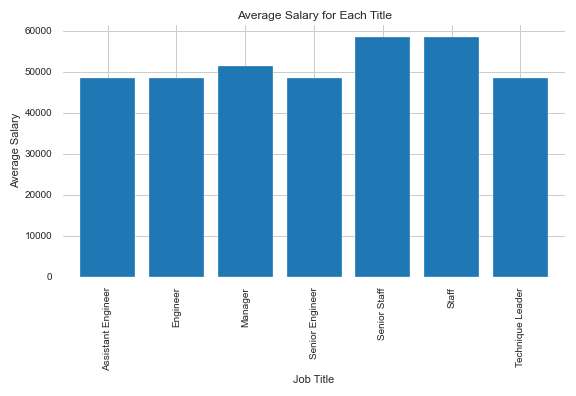 Average Salary for Each Title
Average Salary
60000
50000
40000
30000
20000
10000
0
Assistant Engineer
Engineer
Manager
Senior Engineer
Senior Staff
Staff
Technique Leader
Job Title